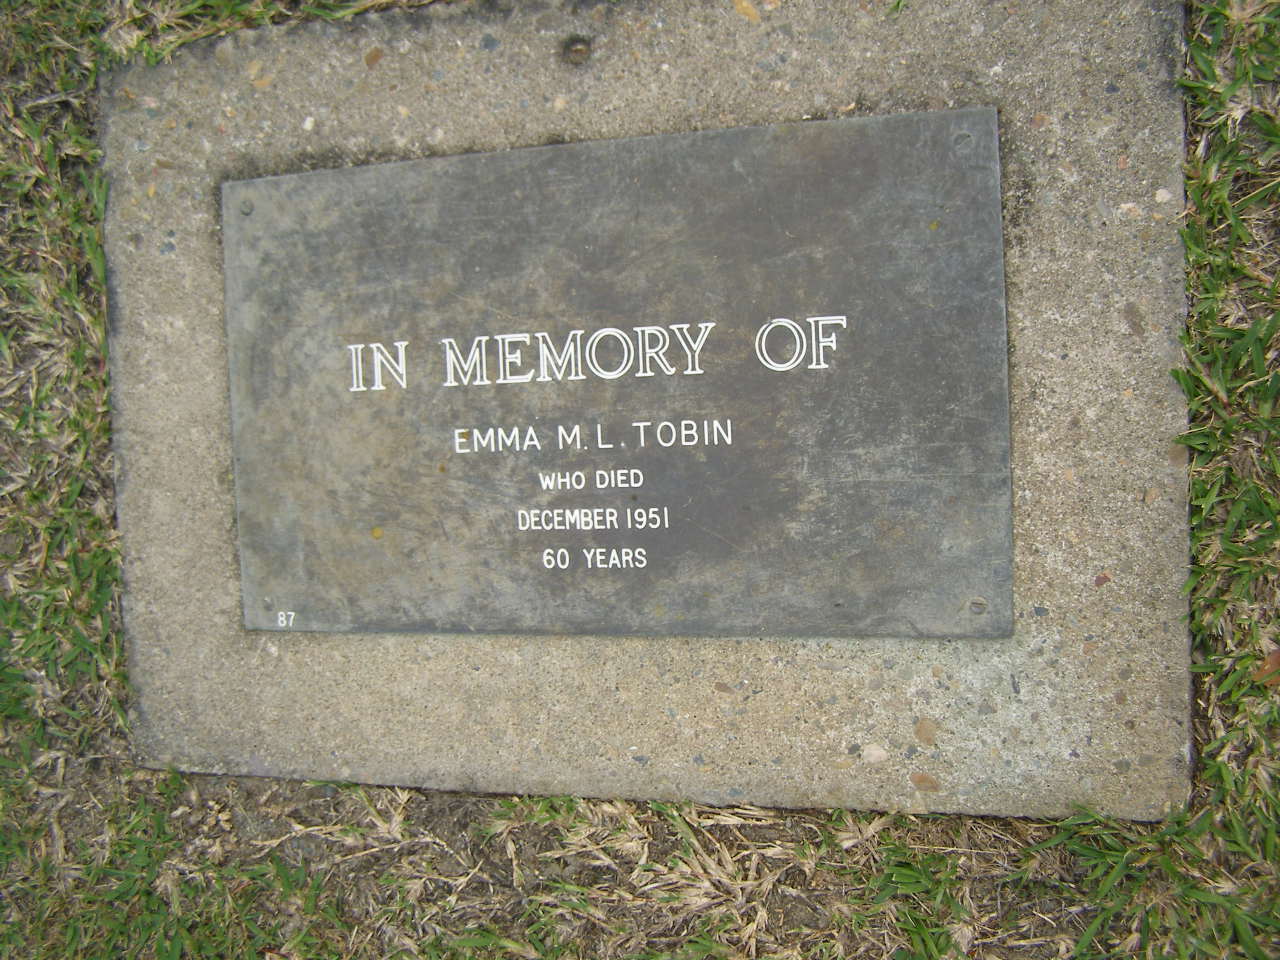 IN MEMORY OF
EMMA M. L. TOBIN
WHO DIED
DECEMBER 1951
60 YEARS
87